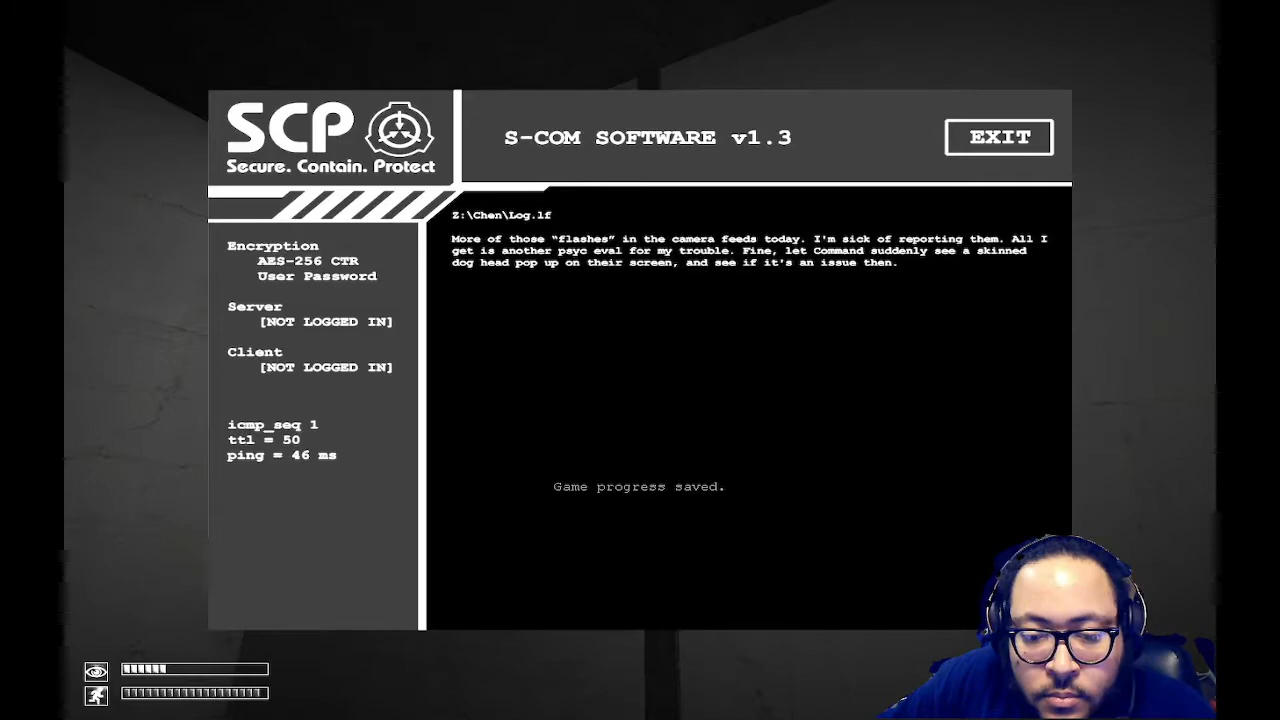 SCP
Secure. Contain. Protect
S-COM SOFTWARE v1.3
EXIT
Z:\Chen\Log.lf
More of those “flashes” in the camera feeds today. I'm sick of reporting them. All I
get is another psyc eval for my trouble. Fine, let Command suddenly see a skinned
dog head pop up on their screen, and see if it's an issue then.
Encryption
AES-256 CTR
User Password
Server
[NOT LOGGED IN]
Client
[NOT LOGGED IN]
icmp_seq 1
ttl = 50
ping = 46 ms
Game progress saved.